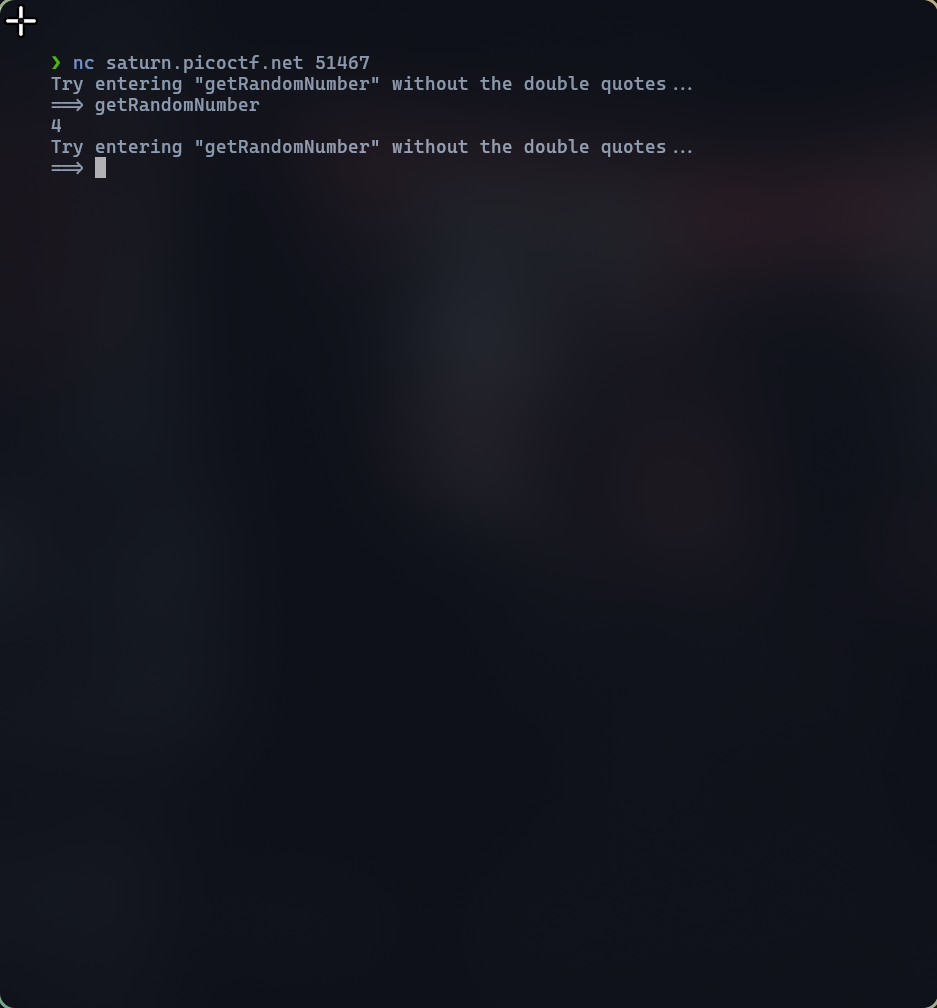 ❯ nc saturn.picoctf.net 51467
Try entering "getRandomNumber" without the double quotes...
==> getRandomNumber
4
Try entering "getRandomNumber" without the double quotes...
==>